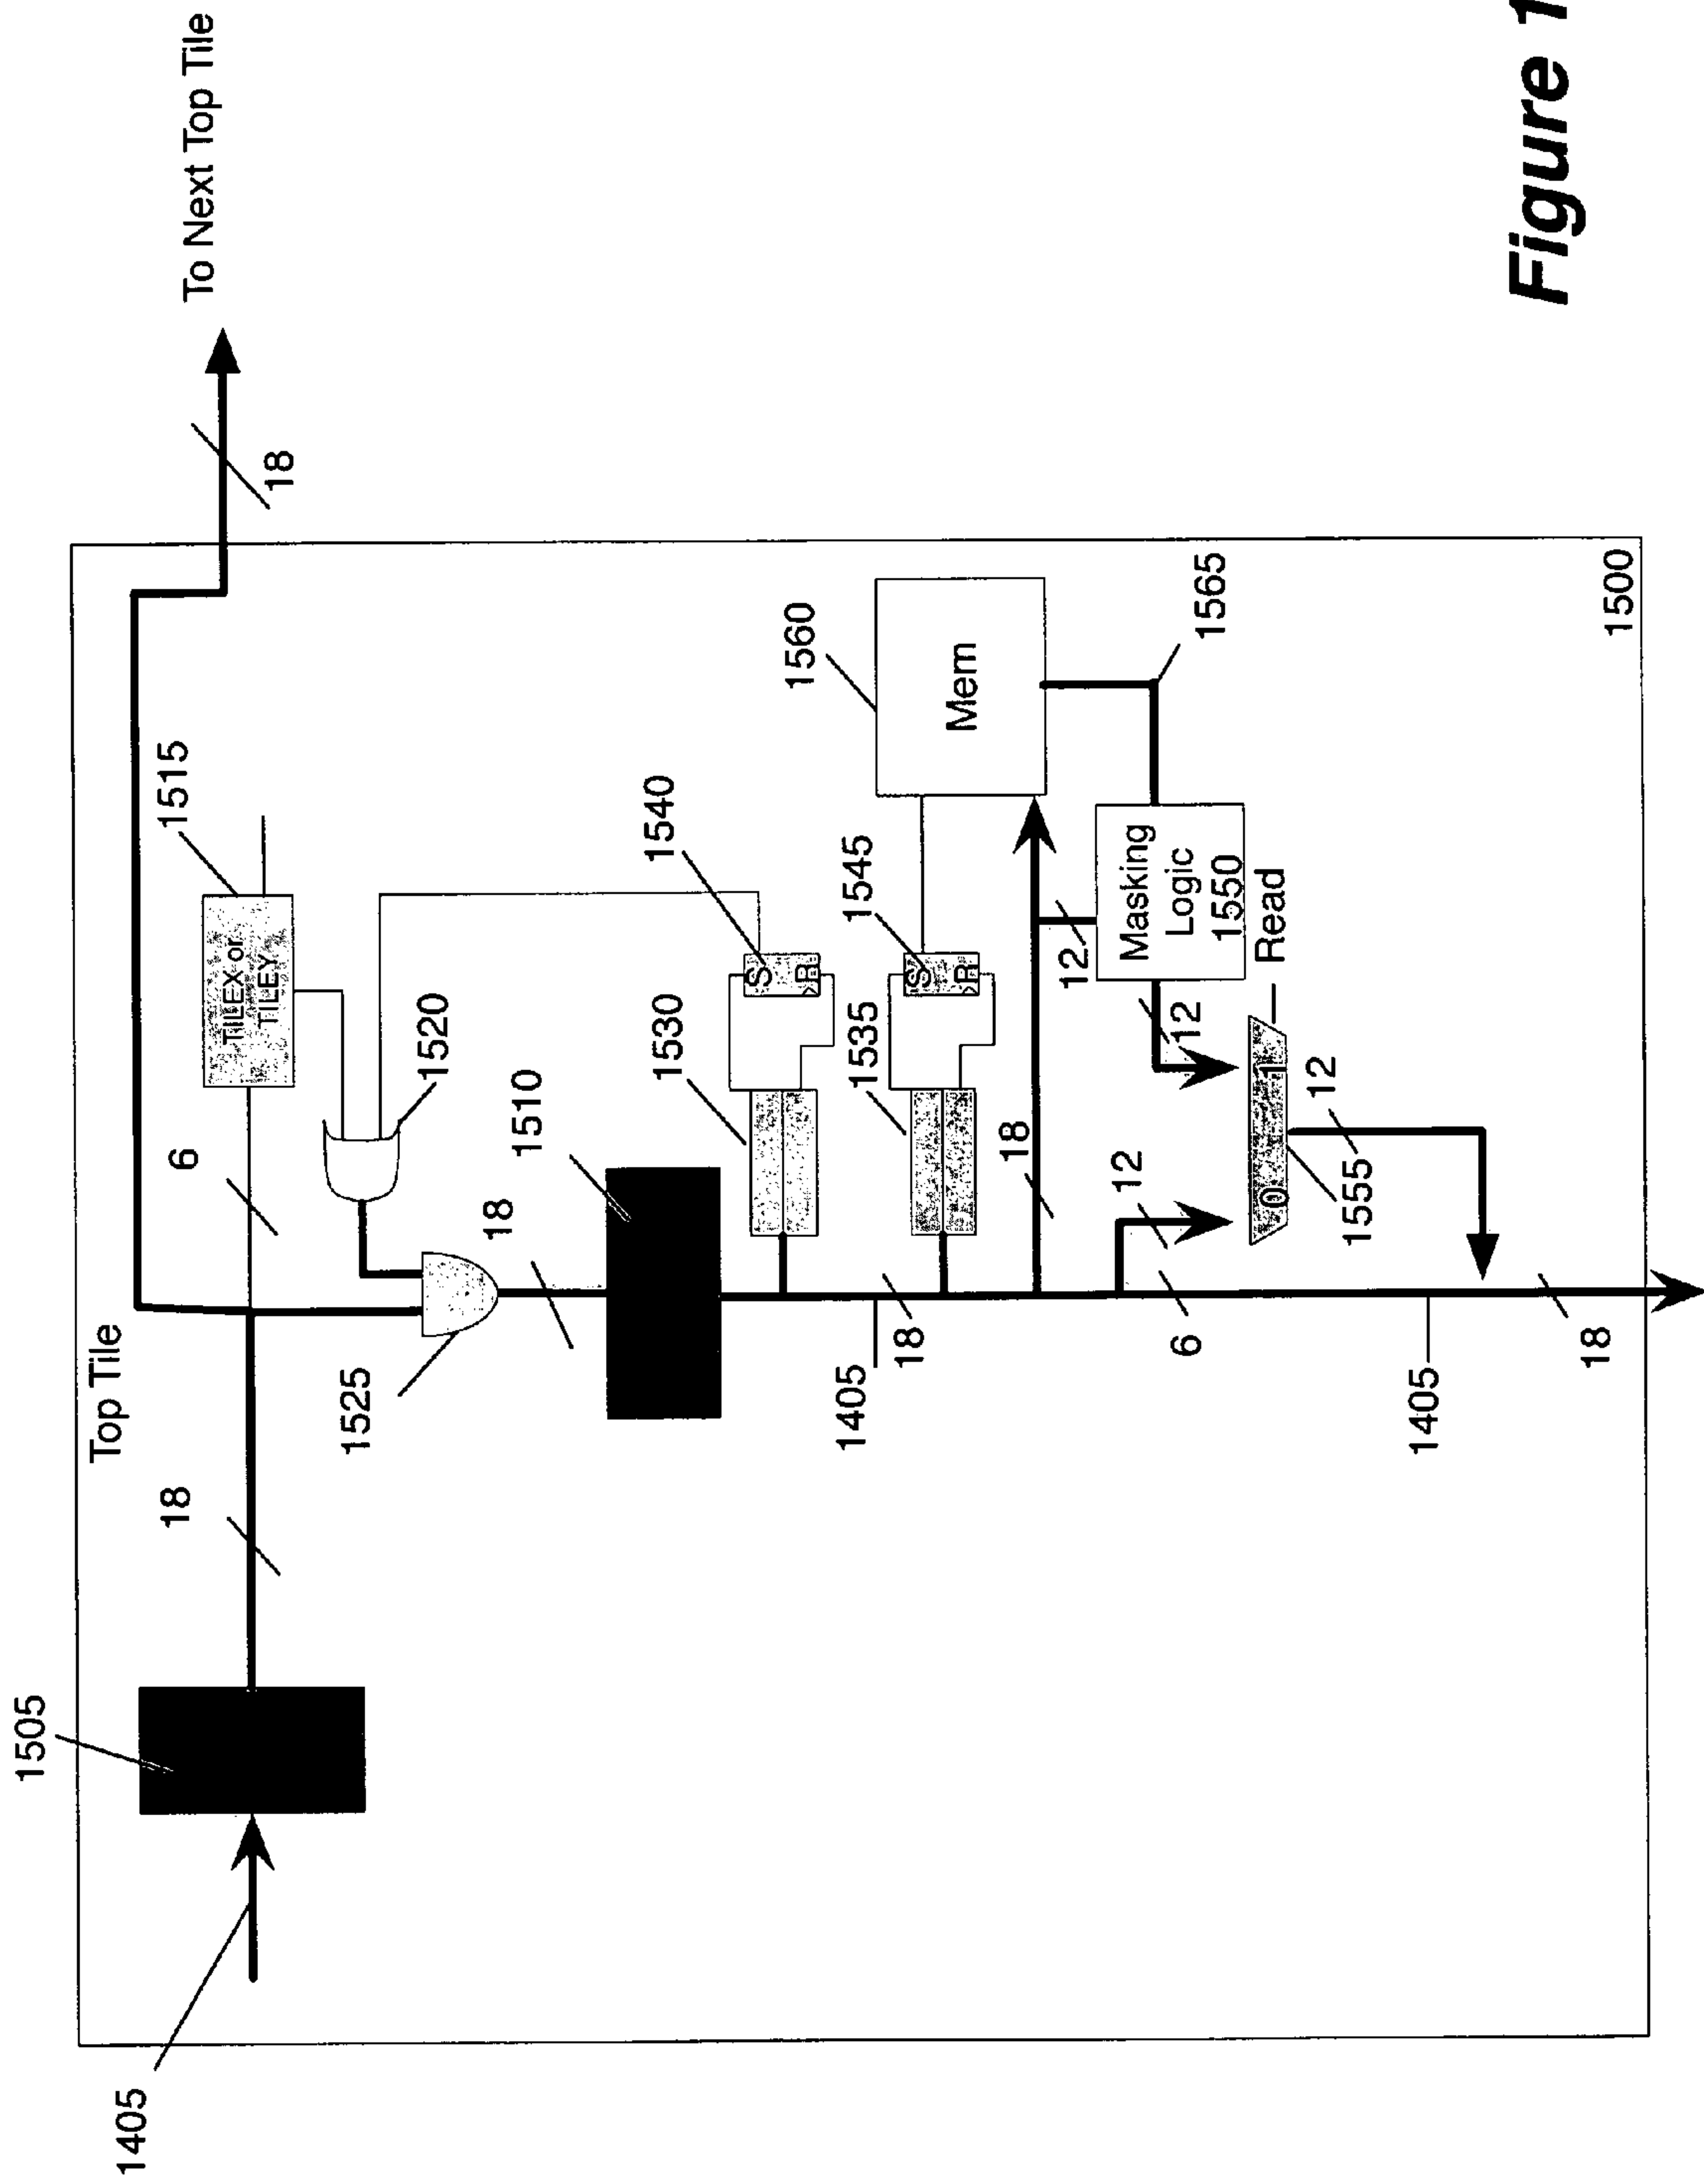 To Next Top Tile
18
Top Tile
1405
1505
18
6
TILEX or
TILEY
1515
1520
1525
18
1510
1530
1540
1405
18
1535
1545
1560
Mem
S
R
S
R
18
12
Masking
Logic
1550
1565
12
Read
12
6
0
1
1555
12
1405
18
1500
Figure 1